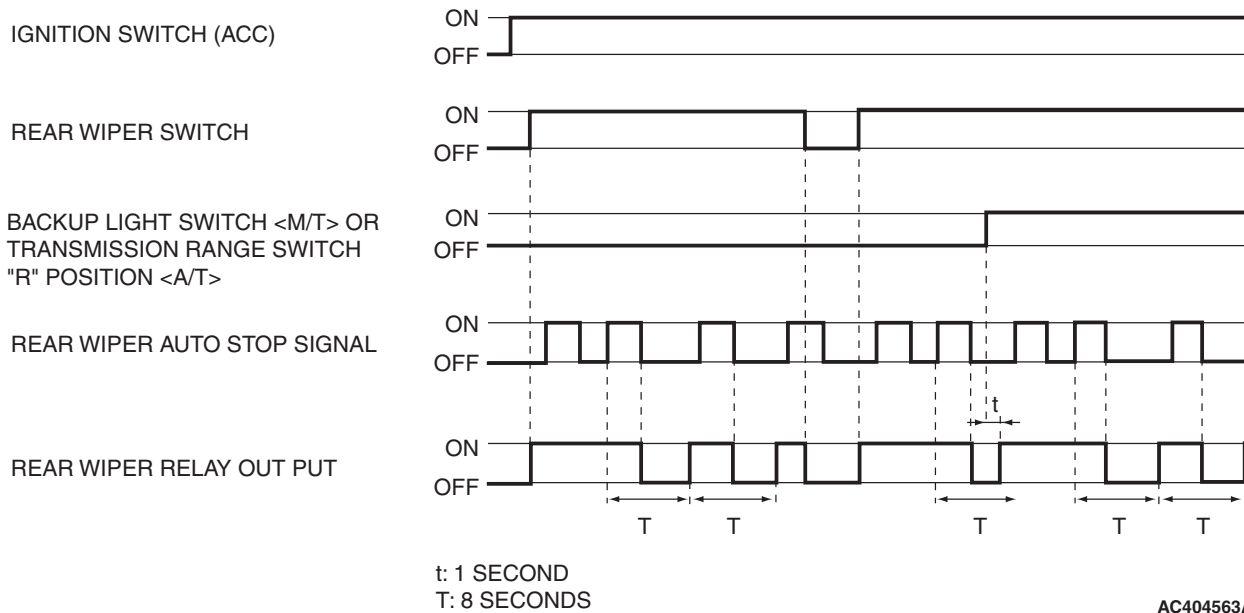 IGNITION SWITCH (ACC)
ON
OFF
REAR WIPER SWITCH
ON
OFF
BACKUP LIGHT SWITCH <M/T> OR
TRANSMISSION RANGE SWITCH
"R" POSITION <A/T>
ON
OFF
REAR WIPER AUTO STOP SIGNAL
ON
OFF
t
REAR WIPER RELAY OUT PUT
ON
OFF
T T T T T
t: 1 SECOND
T: 8 SECONDS
AC404563